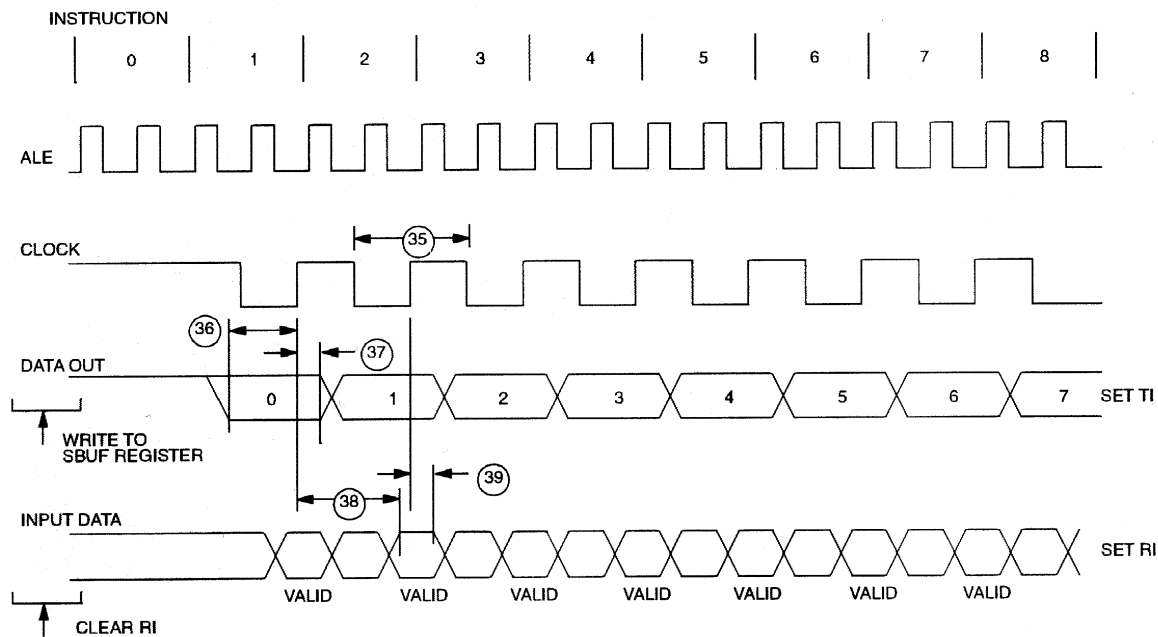 INSTRUCTION
0 1 2 3 4 5 6 7 8
ALE
CLOCK
35
36
37
DATA OUT
0 1 2 3 4 5 6 7
SET TI
WRITE TO
SBUF REGISTER
39
38
INPUT DATA
SET RI
VALID VALID VALID VALID VALID VALID VALID
CLEAR RI